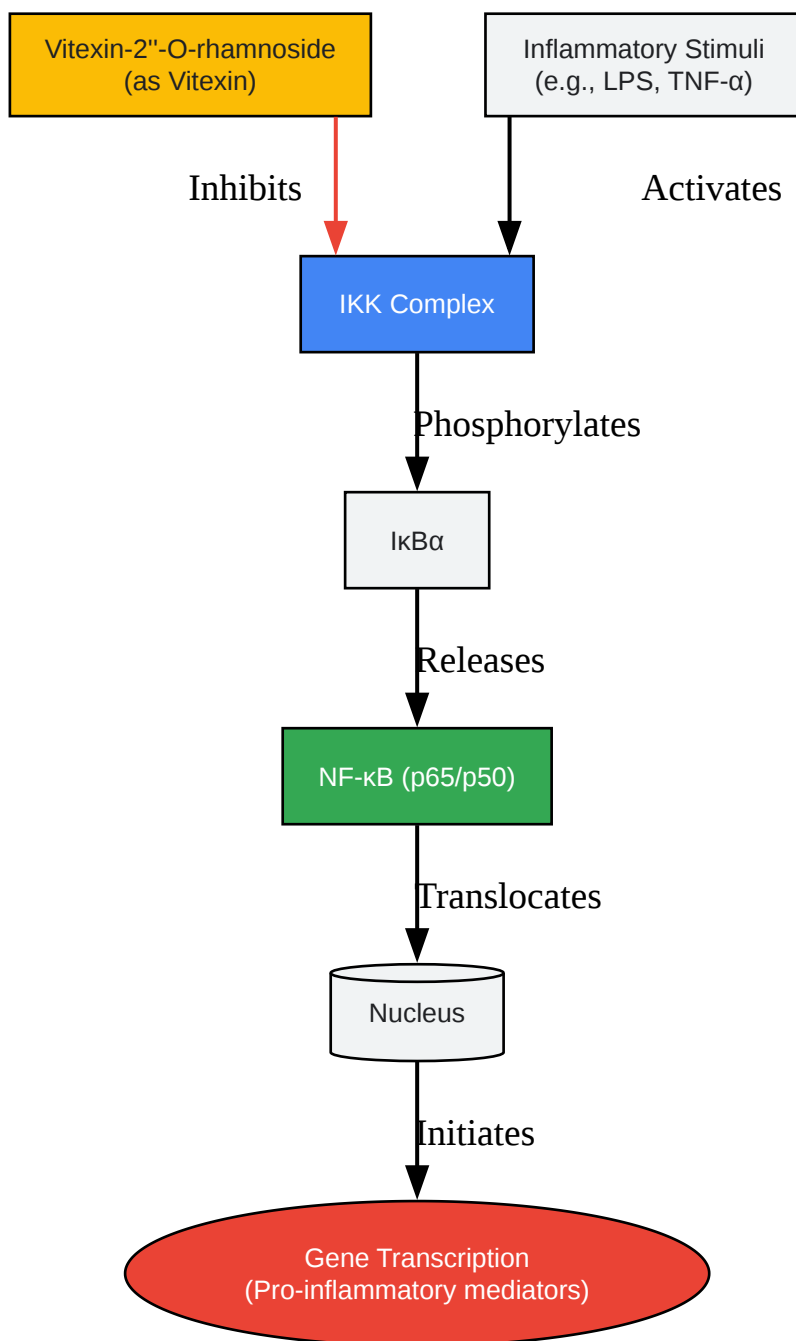 Vitexin-2"-O-rhamnoside
(as Vitexin)
Inflammatory Stimuli
(e.g., LPS, TNF-α)
Inhibits
Activates
IKK Complex
Phosphorylates
IκBα
Releases
NF-κB (p65/p50)
Translocates
Nucleus
Initiates
Gene Transcription
(Pro-inflammatory mediators)